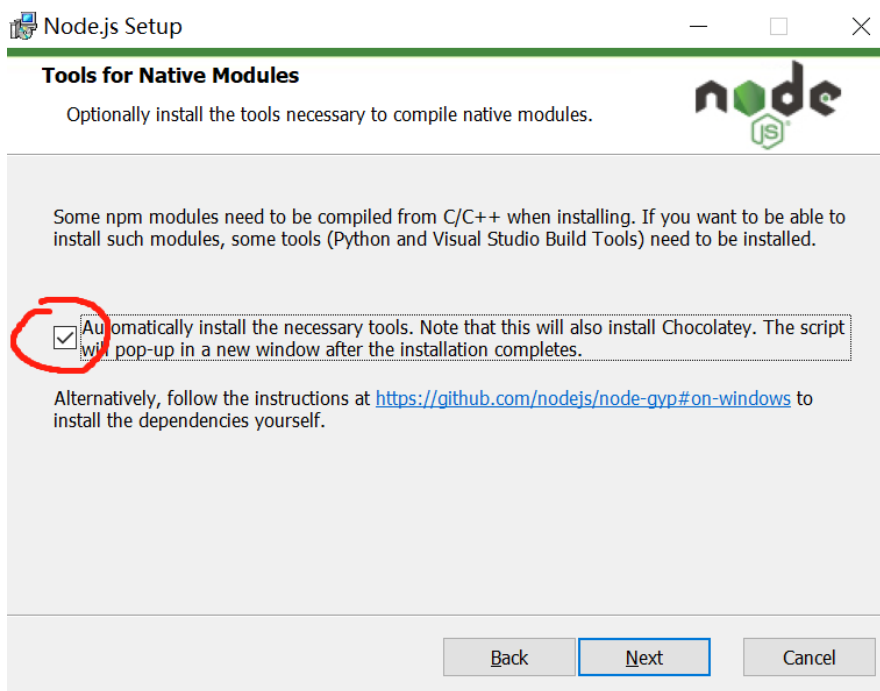 Node.js Setup
Tools for Native Modules
Optionally install the tools necessary to compile native modules.
node
JS
Some npm modules need to be compiled from C/C++ when installing. If you want to be able to
install such modules, some tools (Python and Visual Studio Build Tools) need to be installed.
Automatically install the necessary tools. Note that this will also install Chocolatey. The script
will pop-up in a new window after the installation completes.
Alternatively, follow the instructions at https://github.com/nodejs/node-gyp#on-windows to
install the dependencies yourself.
Back
Next
Cancel